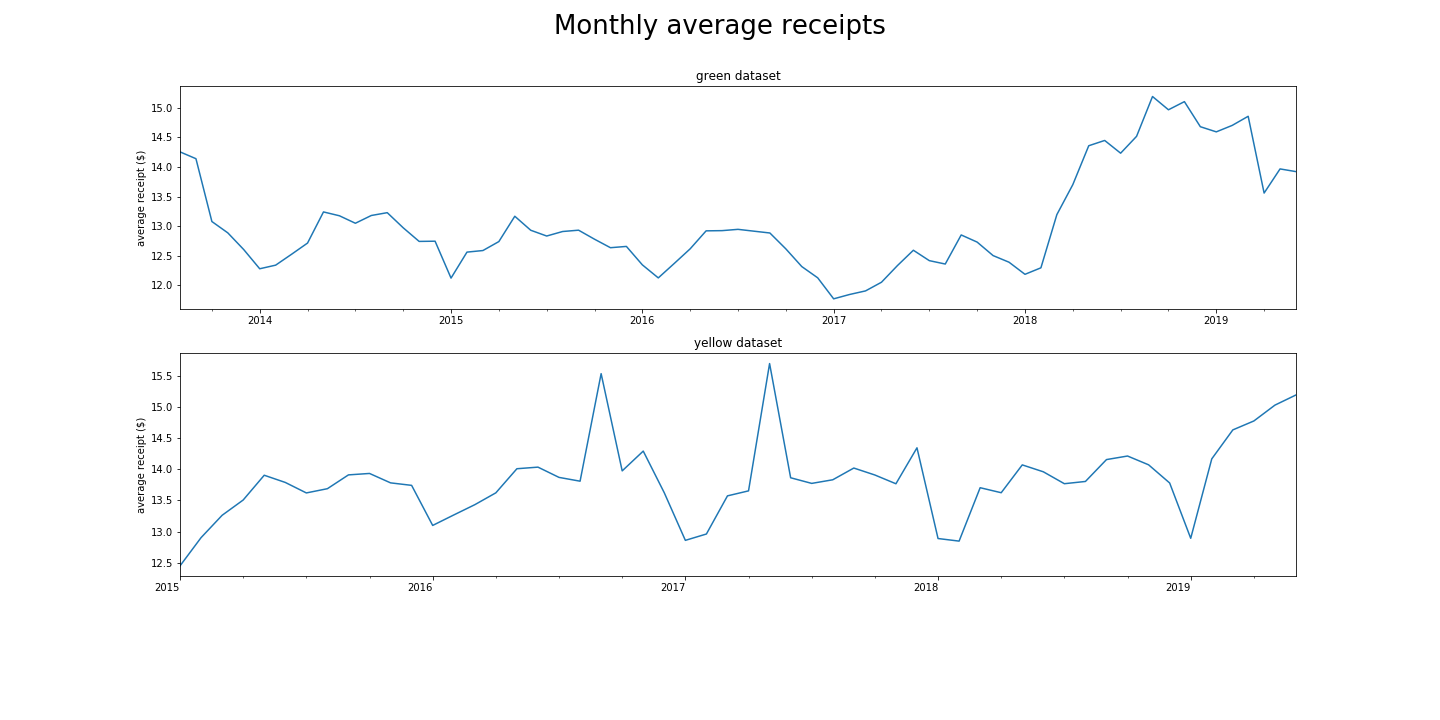 Monthly average receipts
green dataset
average receipt ($)
15.0
14.5
14.0
13.5
13.0
12.5
12.0
2014 2015 2016 2017 2018 2019
yellow dataset
average receipt ($)
15.5
15.0
14.5
14.0
13.5
13.0
12.5
2015 2016 2017 2018 2019